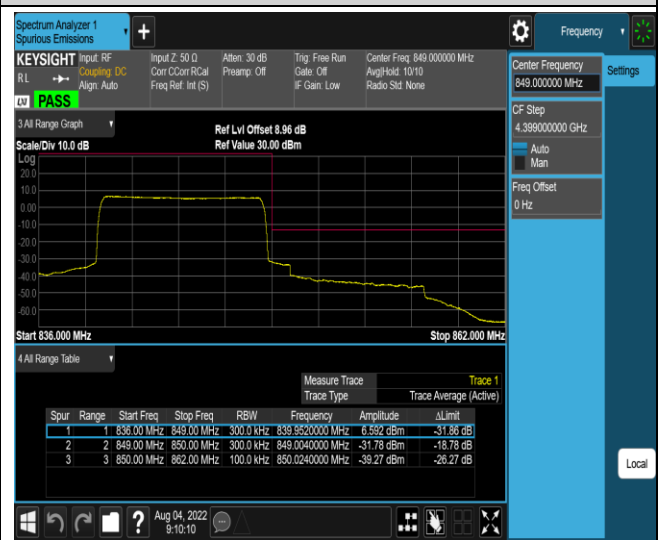 Spectrum Analyzer 1
Spurious Emissions
+
Frequency
KEYSIGHT
Input: RF
Coupling: DC
Align: Auto
Input Z: 50 Ω
Corr CCorr RCal
Freq Ref: Int (S)
Atten: 30 dB
Preamp: Off
Trig: Free Run
Gate: Off
IF Gain: Low
Center Freq: 849.000000 MHz
Avg|Hold: 10/10
Radio Std: None
RL
LXI PASS
Center Frequency
849.000000 MHz
Settings
CF Step
4.399000000 GHz
Auto
Man
Freq Offset
0 Hz
3 All Range Graph
Scale/Div 10.0 dB
Ref Lvl Offset 8.96 dB
Ref Value 30.00 dBm
Log
20.0
10.0
0.00
-10.0
-20.0
-30.0
-40.0
-50.0
-60.0
Start 836.000 MHz Stop 862.000 MHz
4 All Range Table
Measure Trace Trace 1
Trace Type Trace Average (Active)
Spur Range Start Freq Stop Freq RBW Frequency Amplitude ΔLimit
1 1 836.00 MHz 849.00 MHz 300.0 kHz 839.9520000 MHz 6.592 dBm -31.86 dB
2 2 849.00 MHz 850.00 MHz 300.0 kHz 849.0040000 MHz -31.78 dBm -18.78 dB
3 3 850.00 MHz 862.00 MHz 100.0 kHz 850.0240000 MHz -39.27 dBm -26.27 dB
Local
?
Aug 04, 2022
9:10:10